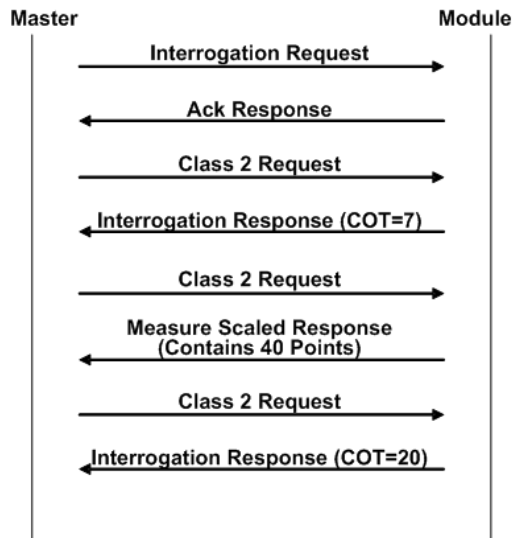 Master
Module
Interrogation Request
Ack Response
Class 2 Request
Interrogation Response (COT=7)
Class 2 Request
Measure Scaled Response
(Contains 40 Points)
Class 2 Request
Interrogation Response (COT=20)